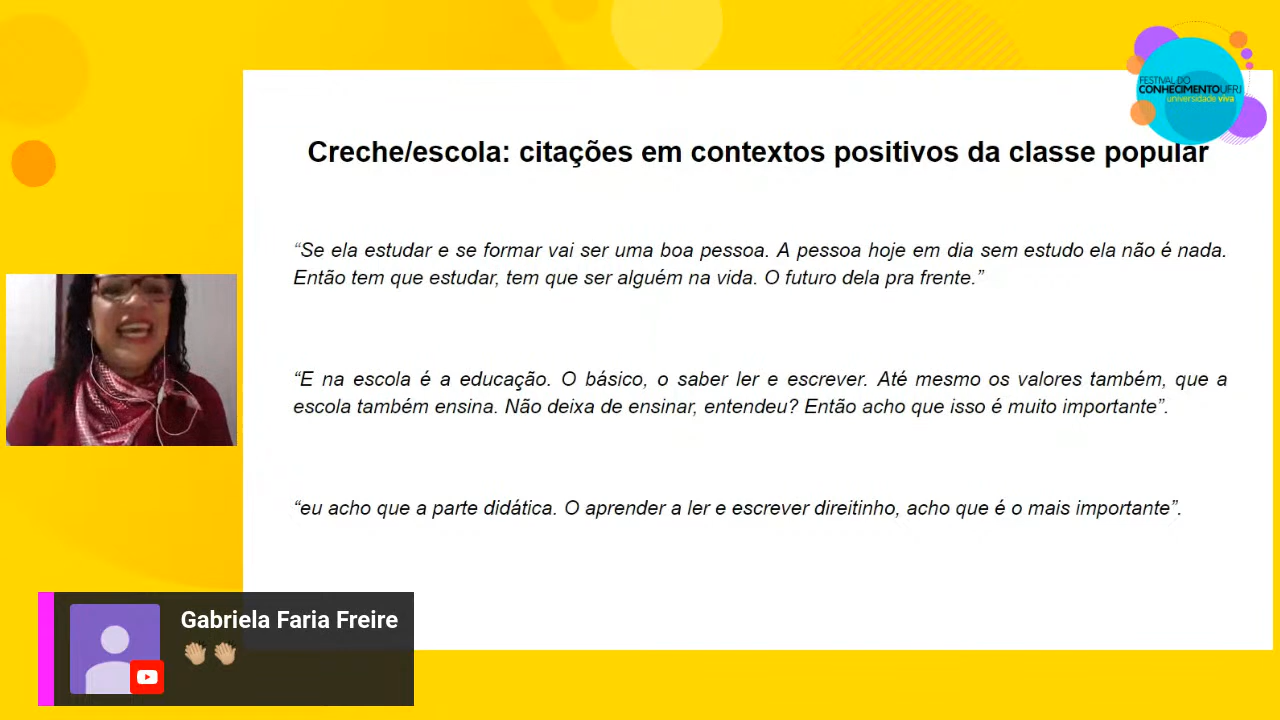 FESTIVAL DO
CONHECIMENTO UFRJ
universidade viva
Creche/escola: citações em contextos positivos da classe popular
“Se ela estudar e se formar vai ser uma boa pessoa. A pessoa hoje em dia sem estudo ela não é nada.
Então tem que estudar, tem que ser alguém na vida. O futuro dela pra frente.”
“E na escola é a educação. O básico, o saber ler e escrever. Até mesmo os valores também, que a
escola também ensina. Não deixa de ensinar, entendeu? Então acho que isso é muito importante”.
“eu acho que a parte didática. O aprender a ler e escrever direitinho, acho que é o mais importante”.
Gabriela Faria Freire
👏🏼👏🏼